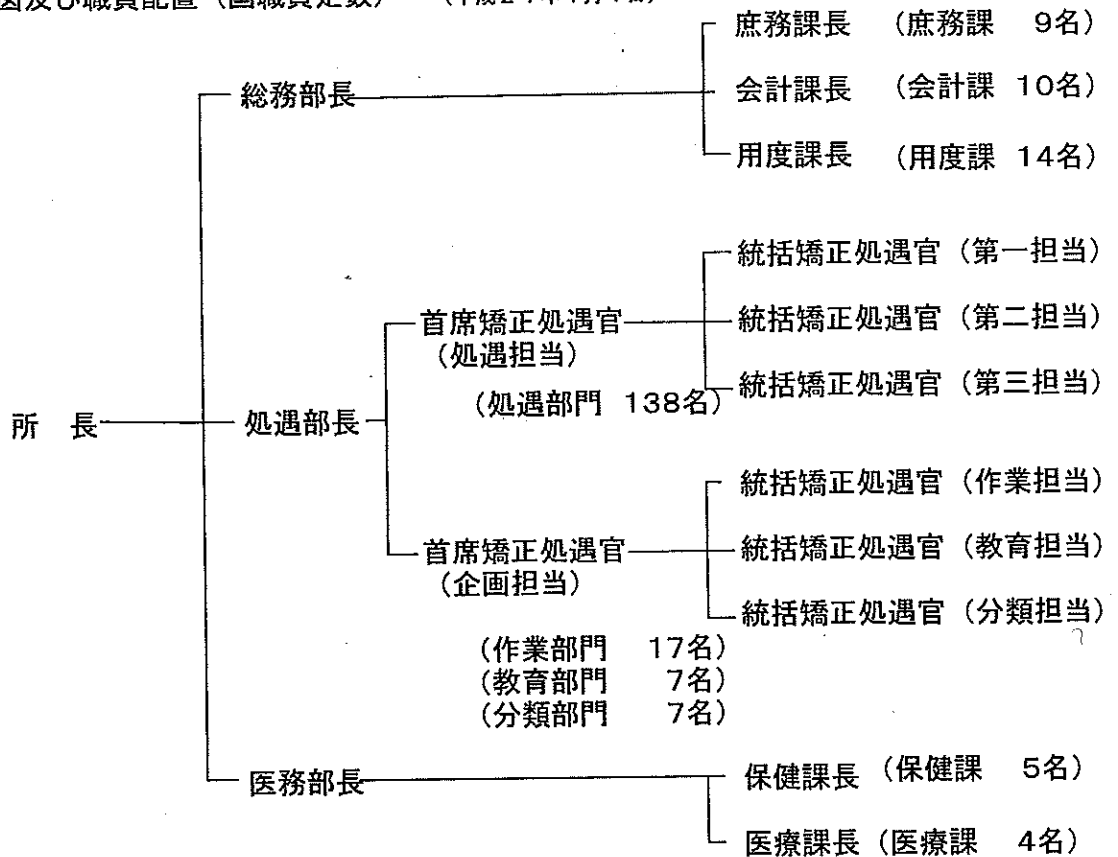 及び職員配置
庶務課長 (庶務課 9名)
総務部長 会計課長 (会計課 10名)
用度課長 (用度課 14名)
統括矯正処遇官 (第一担当)
首席矯正処遇官 統括矯正処遇官 (第二担当)
(処遇担当)
統括矯正処遇官 (第三担当)
(処遇部門 138名)
所 長 処遇部長
統括矯正処遇官 (作業担当)
首席矯正処遇官 統括矯正処遇官 (教育担当)
(企画担当)
統括矯正処遇官 (分類担当)
(作業部門 17名)
(教育部門 7名)
(分類部門 7名)
医務部長 保健課長 (保健課 5名)
医療課長 (医療課 4名)